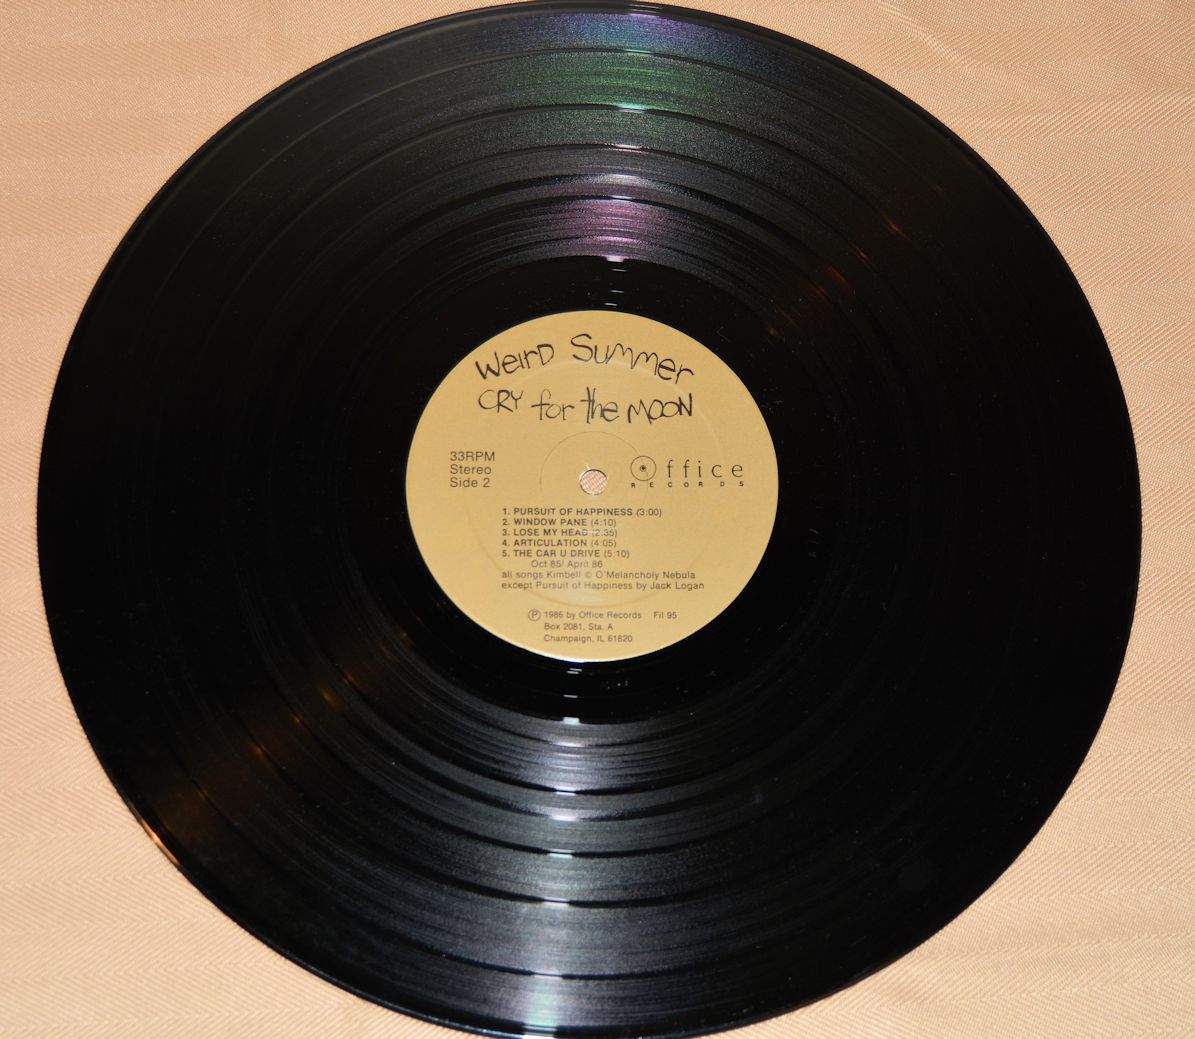 WeirD Summer
CRY for the MOON
33RPM
Stereo
Side 2
Office
RECORDS
1. PURSUIT OF HAPPINESS (3:00)
2. WINDOW PANE (4:10)
3. LOSE MY HEAD (2:35)
4. ARTICULATION (4:05)
5. THE CAR U DRIVE (5:10)
Oct 85/ April 86
all songs Kimbell © O'Melancholy Nebula
except Pursuit of Happiness by Jack Logan
Ⓟ 1986 by Office Records Fil 95
Box 2081, Sta. A
Champaign, IL 61820